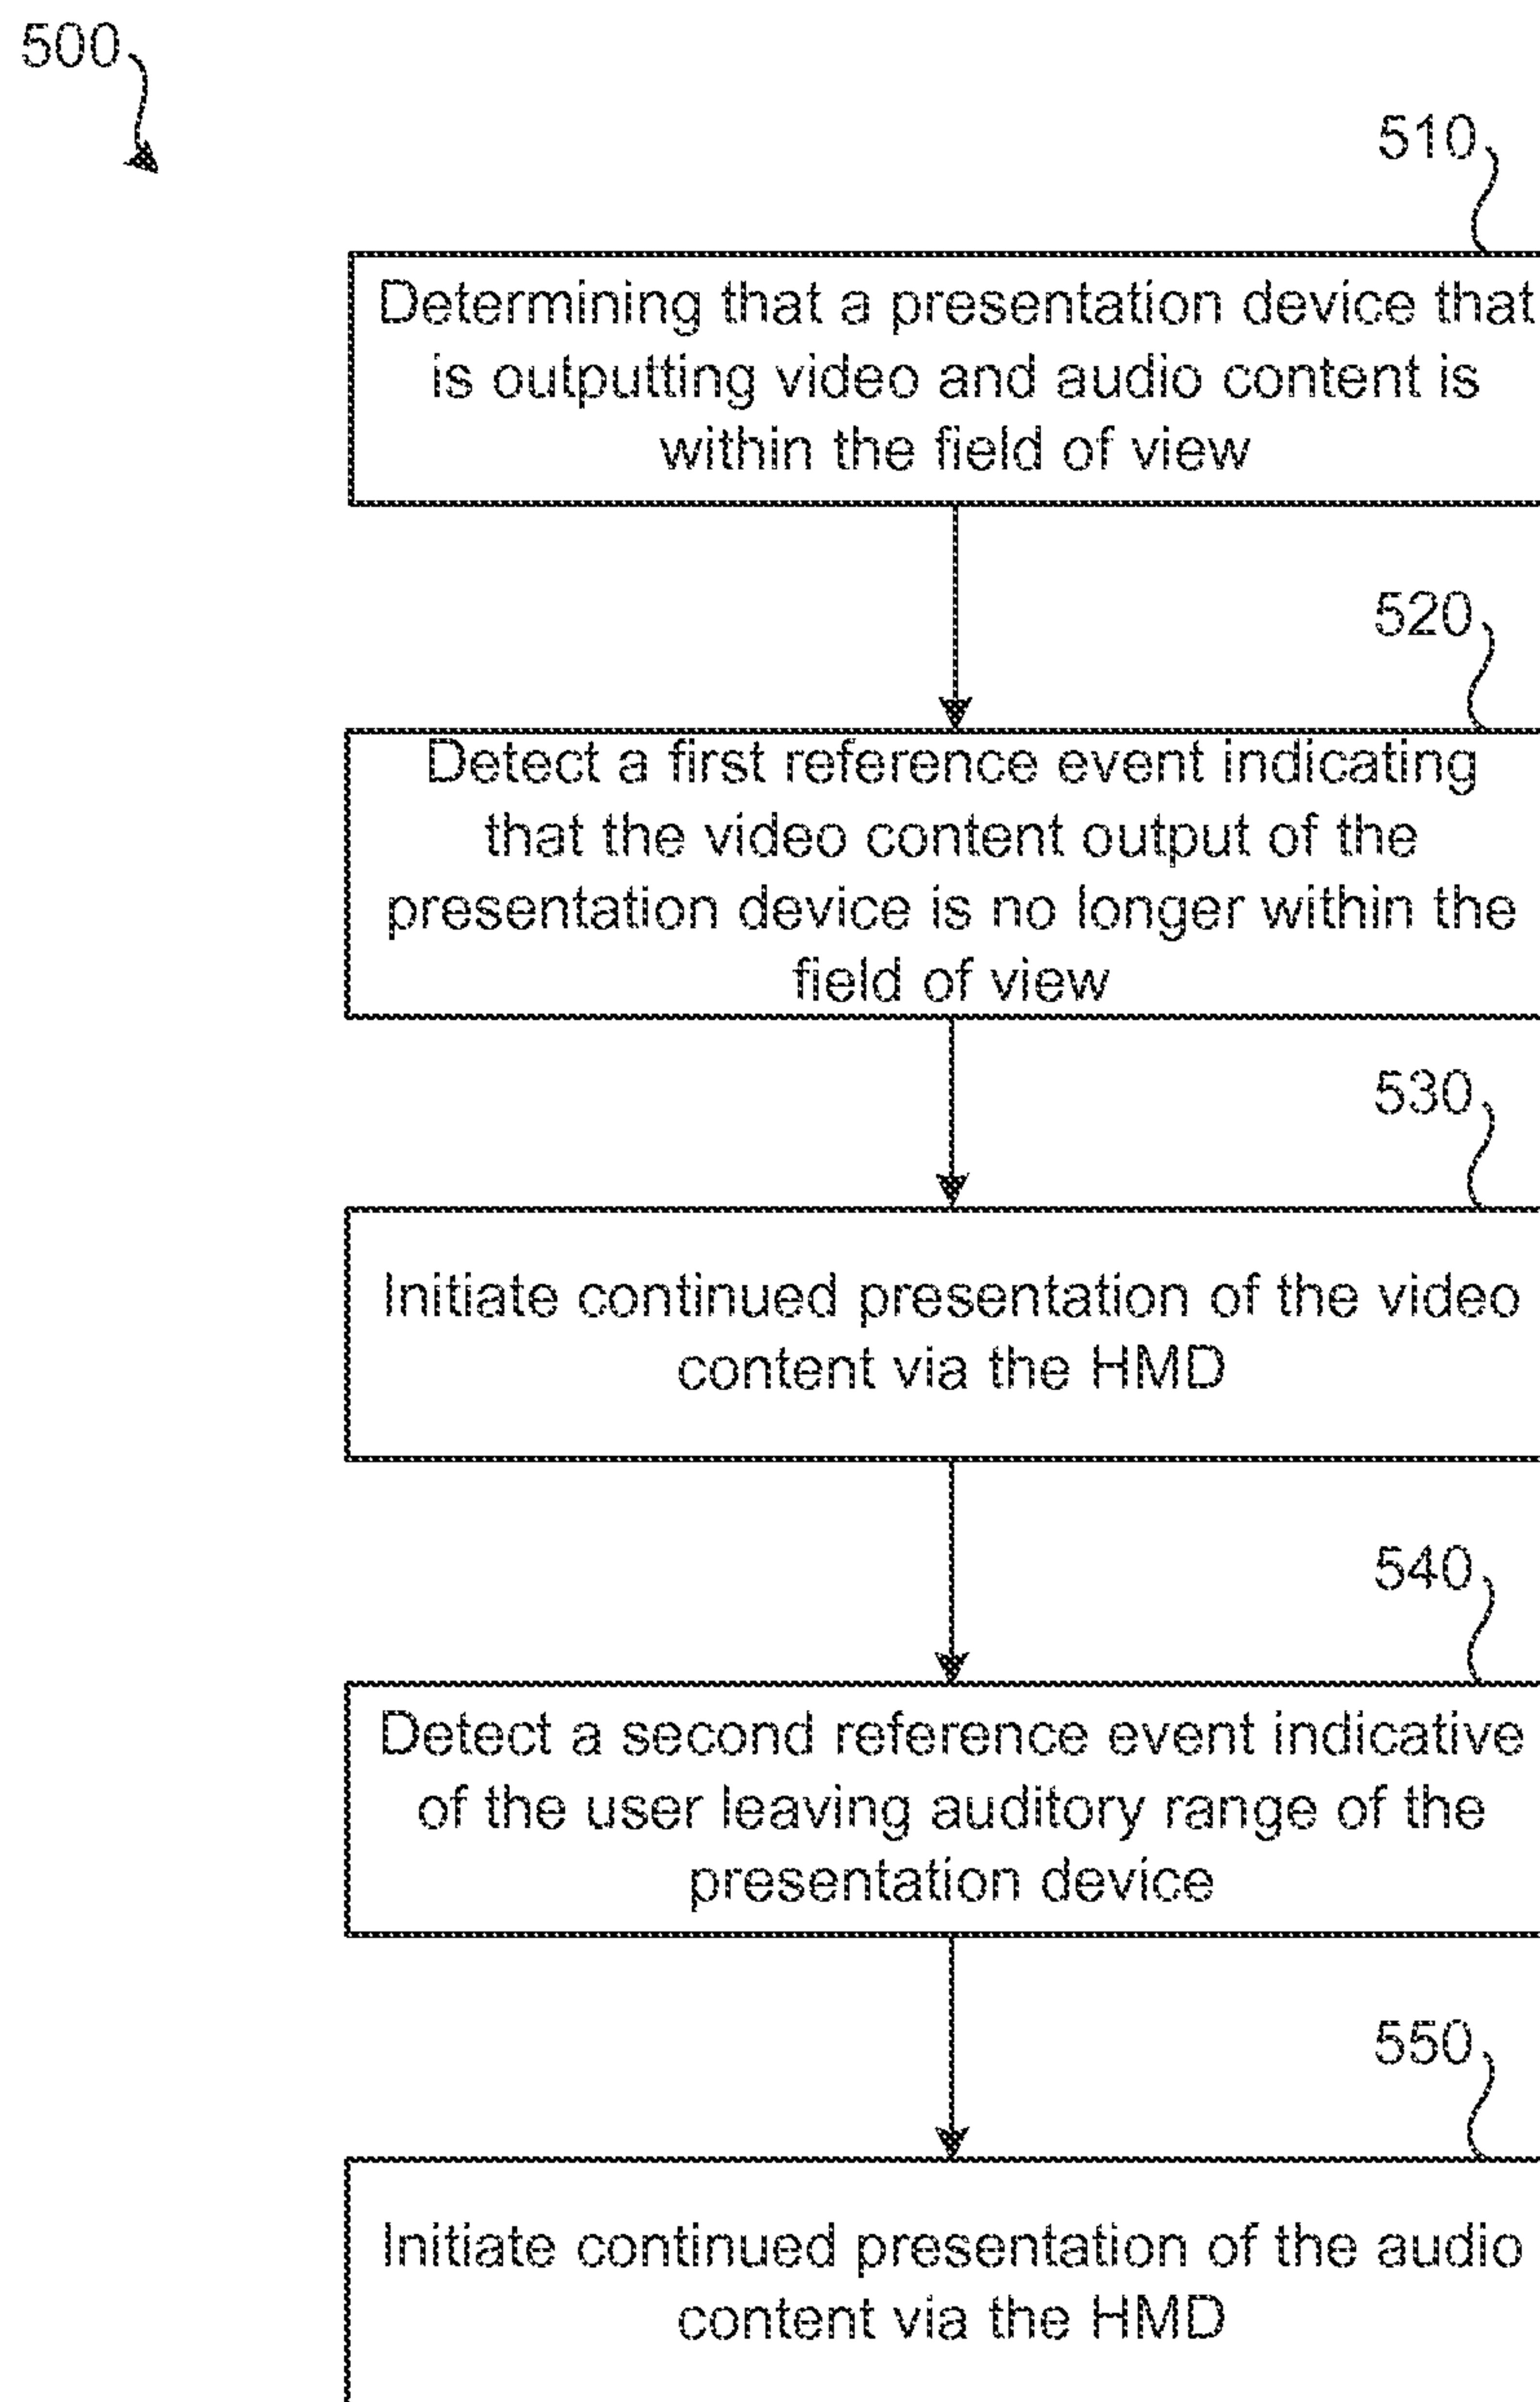 500
510
Determining that a presentation device that
is outputting video and audio content is
within the field of view
520
Detect a first reference event indicating
that the video content output of the
presentation device is no longer within the
field of view
530
Initiate continued presentation of the video
content via the HMD
540
Detect a second reference event indicative
of the user leaving auditory range of the
presentation device
550
Initiate continued presentation of the audio
content via the HMD